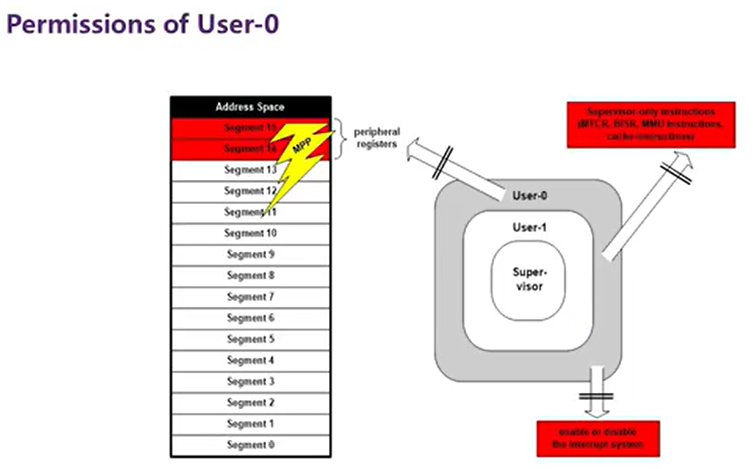 Permissions of User-0
Address Space
Segment 15
Segment 14
Segment 13
Segment 12
Segment 11
Segment 10
Segment 9
Segment 8
Segment 7
Segment 6
Segment 5
Segment 4
Segment 3
Segment 2
Segment 1
Segment 0
MPP
peripheral
registers
User-0
User-1
Super-
visor
Supervisor-only instructions
(MTCR, BISR, MMU instructions,
cache-instructions)
enable or disable
the interrupt system